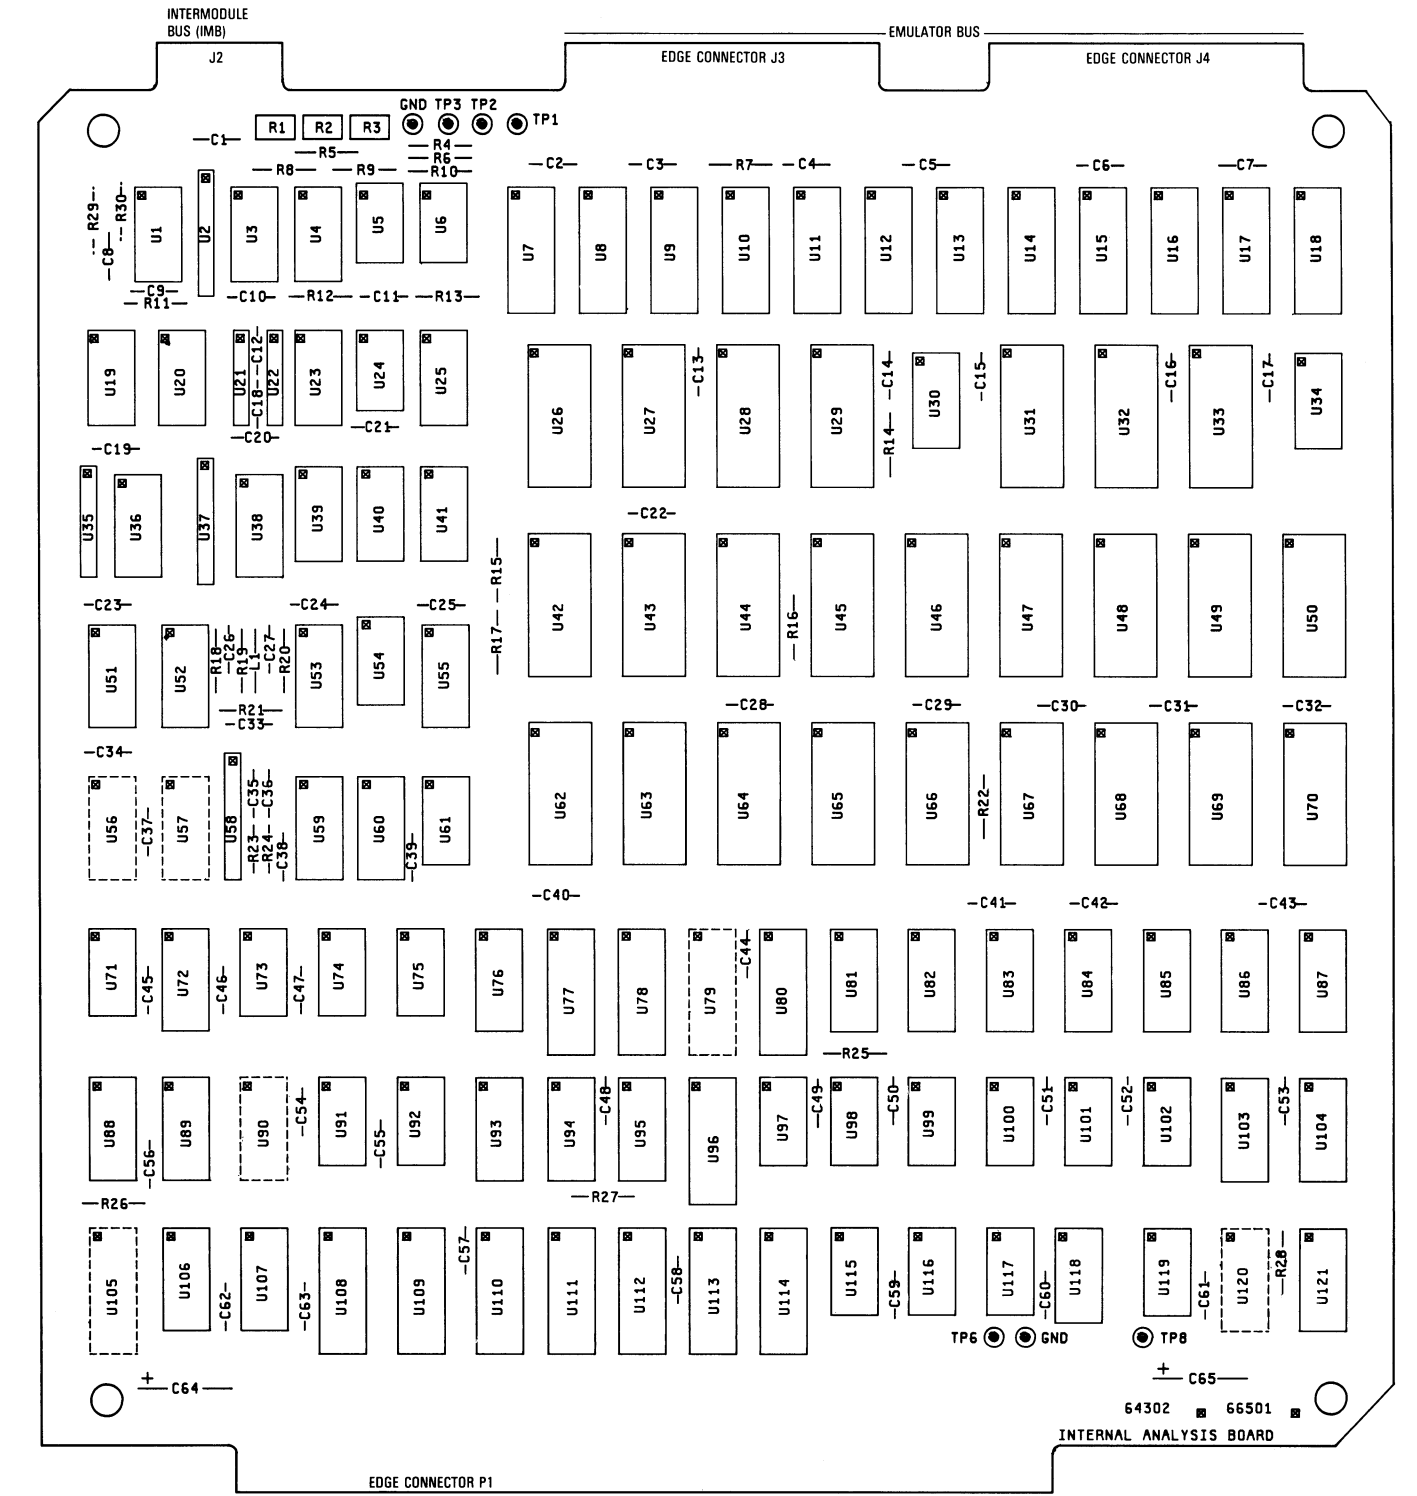 INTERMODULE
BUS (IMB)
J2
EMULATOR BUS
EDGE CONNECTOR J3
EDGE CONNECTOR J4
GND TP3 TP2
TP1
R1 R2 R3
C1
R4
R5
R6
R8 R9 R10
C2 C3 R7 C4 C5 C6 C7
R29 R30 C8
U1 U2 U3 U4 U5 U6 U7 U8 U9 U10 U11 U12 U13 U14 U15 U16 U17 U18
C9
R11 C10 R12 C11 R13
U19 U20 U21 C12 C18 U22 U23 U24 U25
U26 U27 C13 U28 U29 C14 R14 U30 C15 U31 U32 C16 U33 C17 U34
C21
C20
C19
U35 U36 U37 U38 U39 U40 U41
C22
R15
R17
C23 C24 C25
U42 U43 U44 R16 U45 U46 U47 U48 U49 U50
U51 U52 R18 C26 R19 L1 C27 R20 U53 U54 U55
R21
C33
C28 C29 C30 C31 C32
C34
U56 C37 U57 U58 C35 C36 R23 R24 C38 U59 U60 C39 U61
U62 U63 U64 U65 U66 R22 U67 U68 U69 U70
C40
C41 C42 C43
U71 C45 U72 C46 U73 C47 U74 U75 U76 U77 U78 U79 C44 U80 U81 U82 U83 U84 U85 U86 U87
R25
U88 C56 U89 U90 C54 U91 C55 U92 U93 U94 C48 U95 U96 U97 C49 U98 C50 U99 U100 C51 U101 C52 U102 U103 C53 U104
R26
R27
U105 U106 C62 U107 C63 U108 U109 C57 U110 U111 U112 C58 U113 U114 U115 C59 U116 U117 C60 U118 U119 C61 U120 R28 U121
TP6 GND TP8
+ C64
+ C65
64302 66501
INTERNAL ANALYSIS BOARD
EDGE CONNECTOR P1